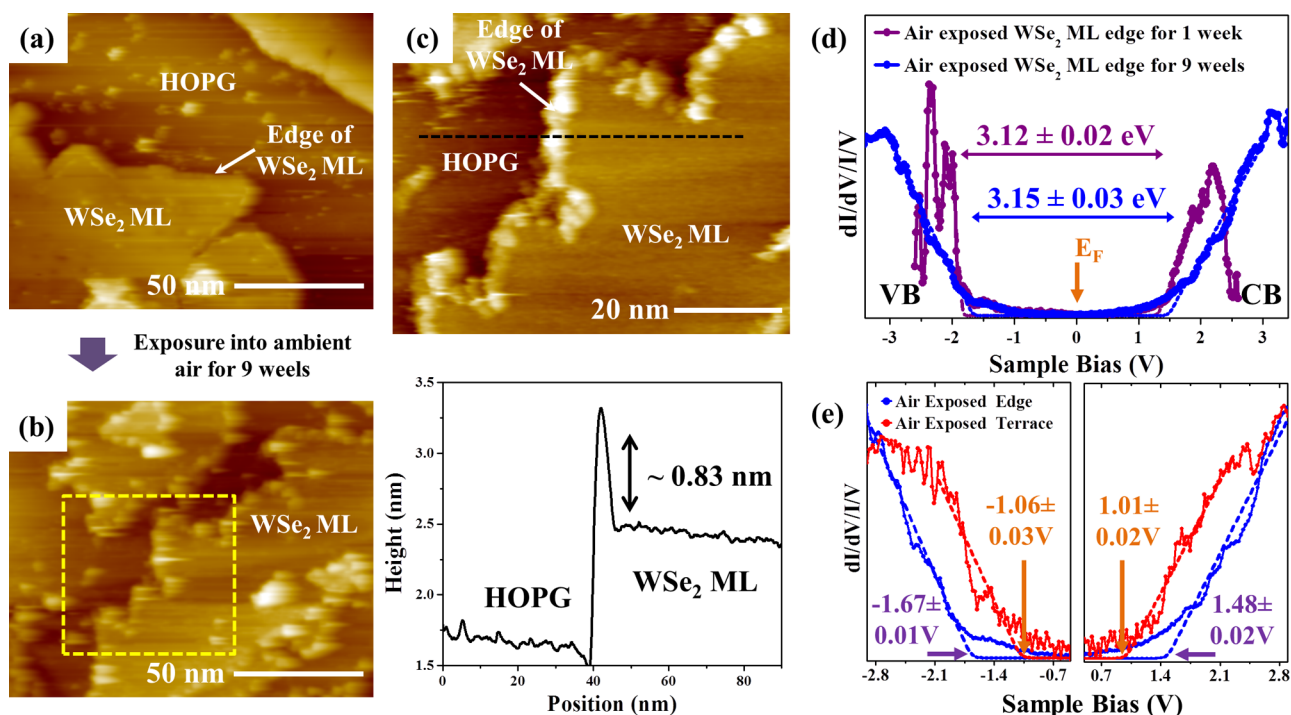 (a)
HOPG
Edge of
WSe₂ ML
WSe₂ ML
50 nm
Exposure into ambient
air for 9 weels
(b)
WSe₂ ML
50 nm
(c)
Edge of
WSe₂ ML
HOPG
WSe₂ ML
20 nm
Height (nm)
3.5
3.0
2.5
2.0
1.5
~ 0.83 nm
HOPG
WSe₂ ML
0
20
40
60
80
Position (nm)
(d)
Air exposed WSe₂ ML edge for 1 week
Air exposed WSe₂ ML edge for 9 weels
dI/dV/I/V
3.12 ± 0.02 eV
3.15 ± 0.03 eV
E_F
VB
CB
-3
-2
-1
0
1
2
3
Sample Bias (V)
(e)
Air Exposed Edge
Air Exposed Terrace
dI/dV/I/V
-1.06±
0.03V
1.01±
0.02V
-1.67±
0.01V
1.48±
0.02V
-2.8
-2.1
-1.4
-0.7
0.7
1.4
2.1
2.8
Sample Bias (V)